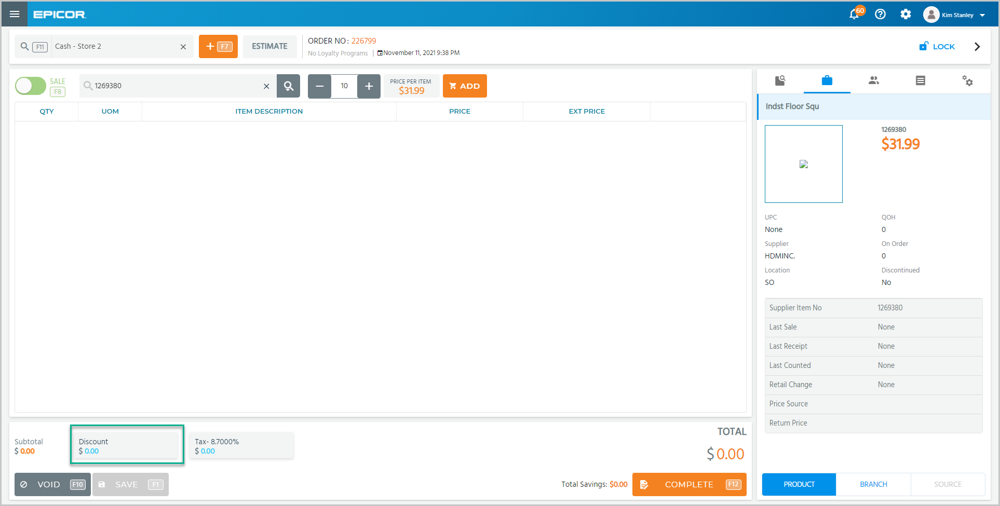 EPICOR.
60
Kim Stanley
F11
Cash - Store 2
F7
ESTIMATE
ORDER NO: 226799
No Loyalty Programs | November 11, 2021 9:38 PM
LOCK
SALE
F8
1269380
10
PRICE PER ITEM
$31.99
ADD
QTY UOM ITEM DESCRIPTION PRICE EXT PRICE
Indst Floor Squ
1269380
$31.99
UPC QOH
None 0
Supplier On Order
HDMINC. 0
Location Discontinued
SO No
Supplier Item No 1269380
Last Sale None
Last Receipt None
Last Counted None
Retail Change None
Price Source
Return Price
Subtotal
$ 0.00
Discount
$ 0.00
Tax- 8.7000%
$ 0.00
TOTAL
$ 0.00
VOID F10
SAVE F1
Total Savings: $0.00
COMPLETE F12
PRODUCT BRANCH SOURCE